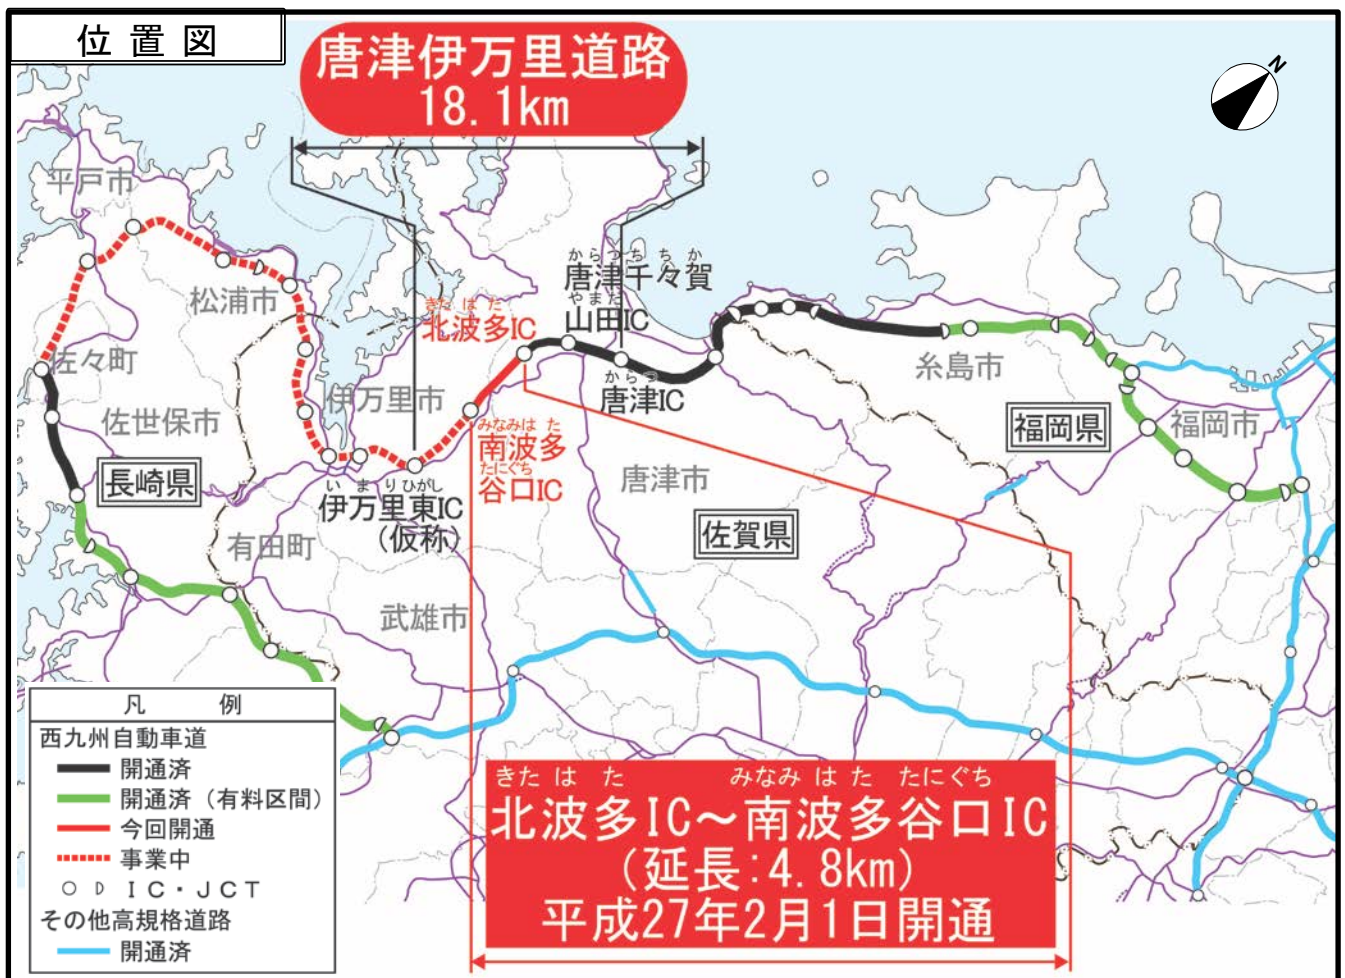 位置図
唐津伊万里道路
18.1km
N
平戸市
松浦市
佐々町
佐世保市
長崎県
伊万里市
きたはた
北波多IC
からつちちか
唐津千々賀
やまだ
山田IC
からつ
唐津IC
みなみはた
南波多
たにぐち
谷口IC
いまりひがし
伊万里東IC
(仮称)
有田町
武雄市
唐津市
佐賀県
糸島市
福岡県
福岡市
凡例
西九州自動車道
開通済
開通済(有料区間)
今回開通
事業中
IC・JCT
その他高規格道路
開通済
きたはた みなみはた たにぐち
北波多IC～南波多谷口IC
(延長:4.8km)
平成27年2月1日開通